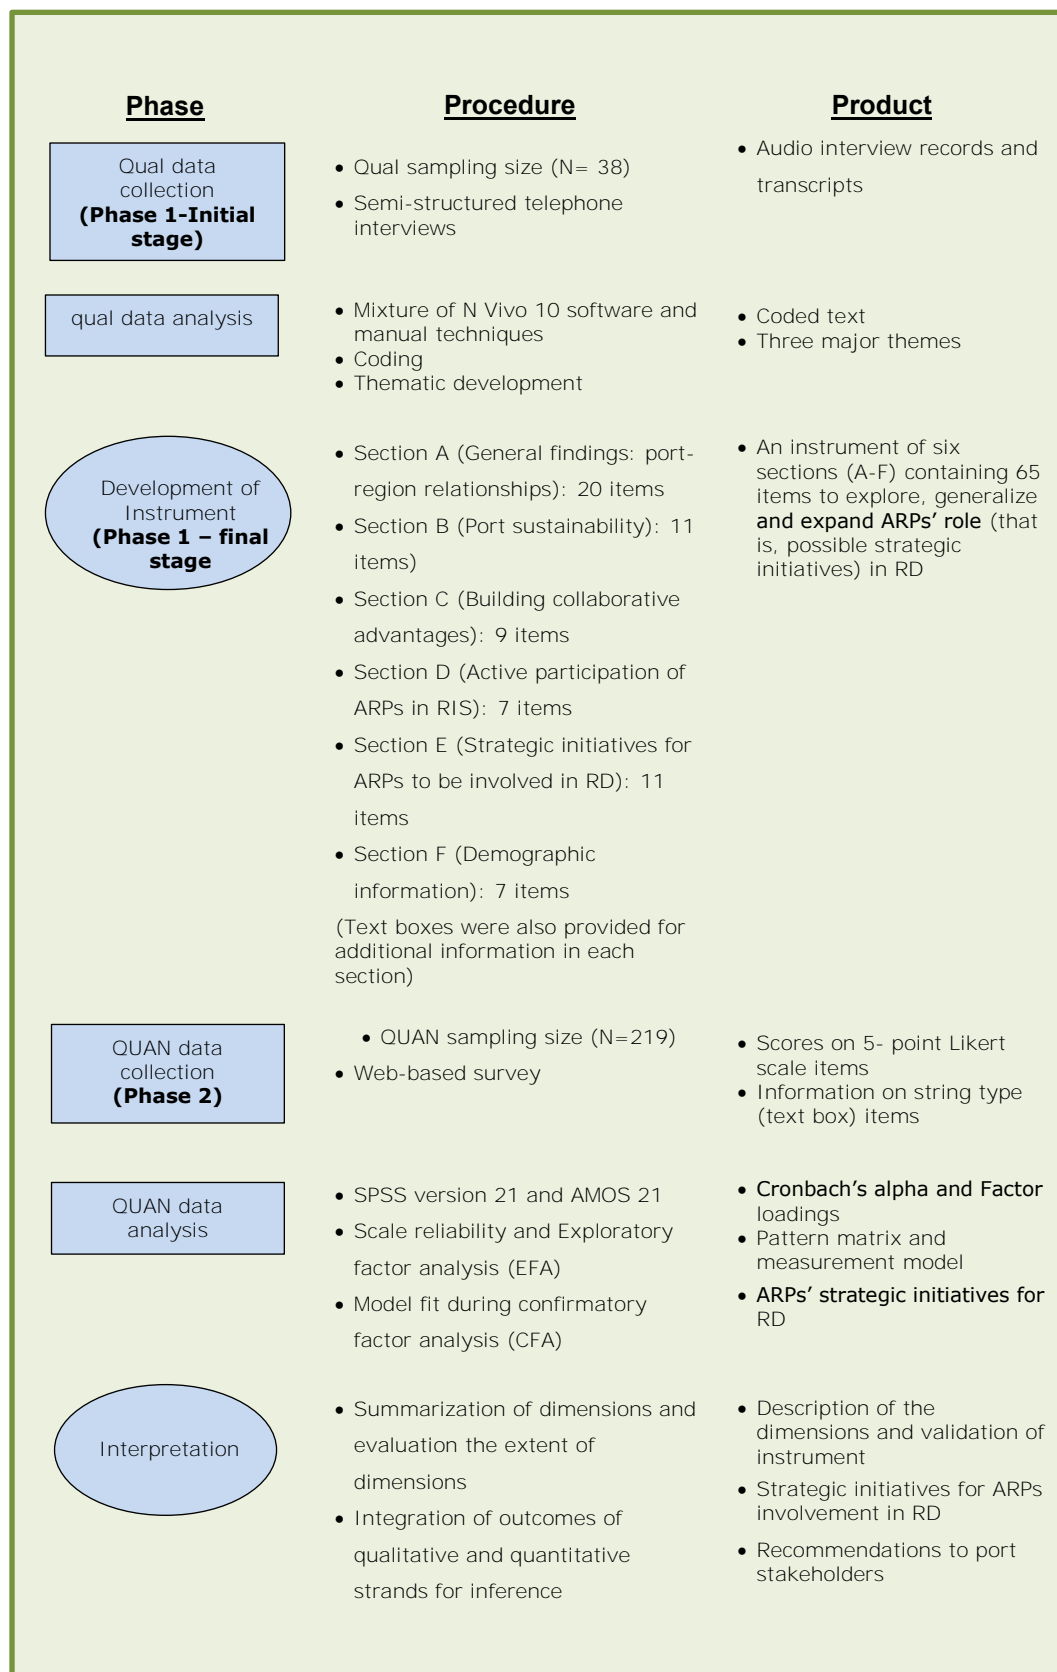 Phase
Procedure
Product
Qual data
collection
(Phase 1-Initial
stage)
• Qual sampling size (N= 38)
• Semi-structured telephone
interviews
• Audio interview records and
transcripts
qual data analysis
• Mixture of N Vivo 10 software and
manual techniques
• Coding
• Thematic development
• Coded text
• Three major themes
Development of
Instrument
(Phase 1 – final
stage
• Section A (General findings: port-
region relationships): 20 items
• Section B (Port sustainability): 11
items)
• Section C (Building collaborative
advantages): 9 items
• Section D (Active participation of
ARPs in RIS): 7 items
• Section E (Strategic initiatives for
ARPs to be involved in RD): 11
items
• Section F (Demographic
information): 7 items
(Text boxes were also provided for
additional information in each
section)
• An instrument of six
sections (A-F) containing 65
items to explore, generalize
and expand ARPs’ role (that
is, possible strategic
initiatives) in RD
QUAN data
collection
(Phase 2)
• QUAN sampling size (N=219)
• Web-based survey
• Scores on 5- point Likert
scale items
• Information on string type
(text box) items
QUAN data
analysis
• SPSS version 21 and AMOS 21
• Scale reliability and Exploratory
factor analysis (EFA)
• Model fit during confirmatory
factor analysis (CFA)
• Cronbach’s alpha and Factor
loadings
• Pattern matrix and
measurement model
• ARPs’ strategic initiatives for
RD
Interpretation
• Summarization of dimensions and
evaluation the extent of
dimensions
• Integration of outcomes of
qualitative and quantitative
strands for inference
• Description of the
dimensions and validation of
instrument
• Strategic initiatives for ARPs
involvement in RD
• Recommendations to port
stakeholders